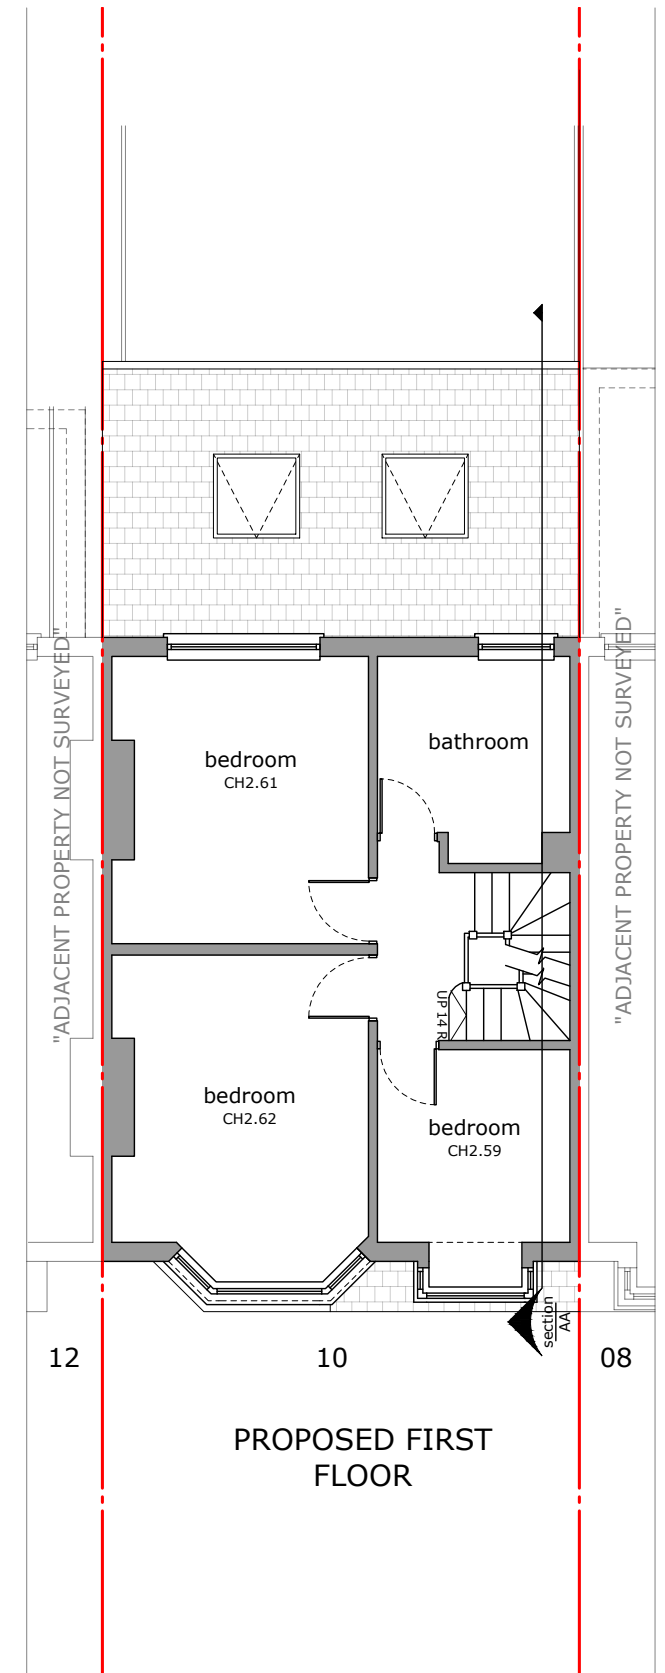 "ADJACENT PROPERTY NOT SURVEYED"
"ADJACENT PROPERTY NOT SURVEYED"
bedroom
CH2.61
bathroom
UP 14 R
bedroom
CH2.62
bedroom
CH2.59
section
AA
12
10
08
PROPOSED FIRST
FLOOR